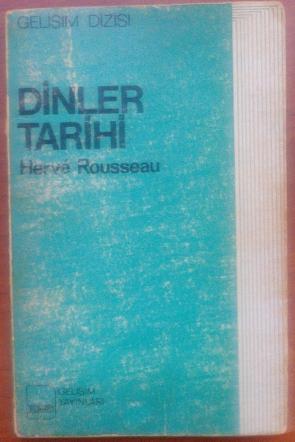 GELİŞİM DİZİSİ
DİNLER
TARİHİ
Hervé Rousseau
GELİŞİM
YAYINLARI